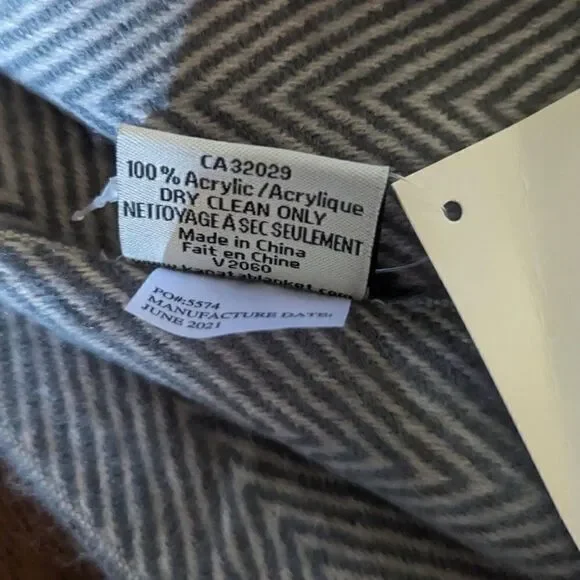 CA 32029
100% Acrylic/Acrylique
DRY CLEAN ONLY
NETTOYAGE À SEC SEULEMENT
Made in China
Fait en Chine
V 2060
PO#:5574
MANUFACTURE DATE:
JUNE 2021